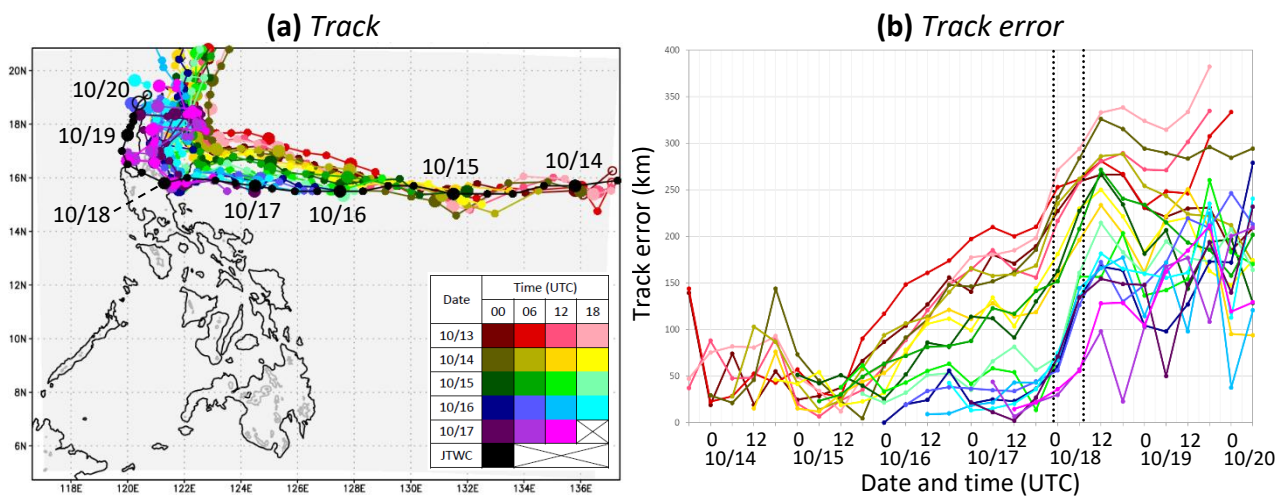 (a) Track
20N
18N
16N
14N
12N
10N
8N
6N
118E 120E 122E 124E 126E 128E 130E 132E 134E 136E
10/20
10/19
10/18
10/17
10/16
10/15
10/14
Date Time (UTC)
00 06 12 18
10/13
10/14
10/15
10/16
10/17
JTWC
(b) Track error
Track error (km)
400
350
300
250
200
150
100
50
0
0 12 0 12 0 12 0 12 0 12 0 12 0
10/14 10/15 10/16 10/17 10/18 10/19 10/20
Date and time (UTC)